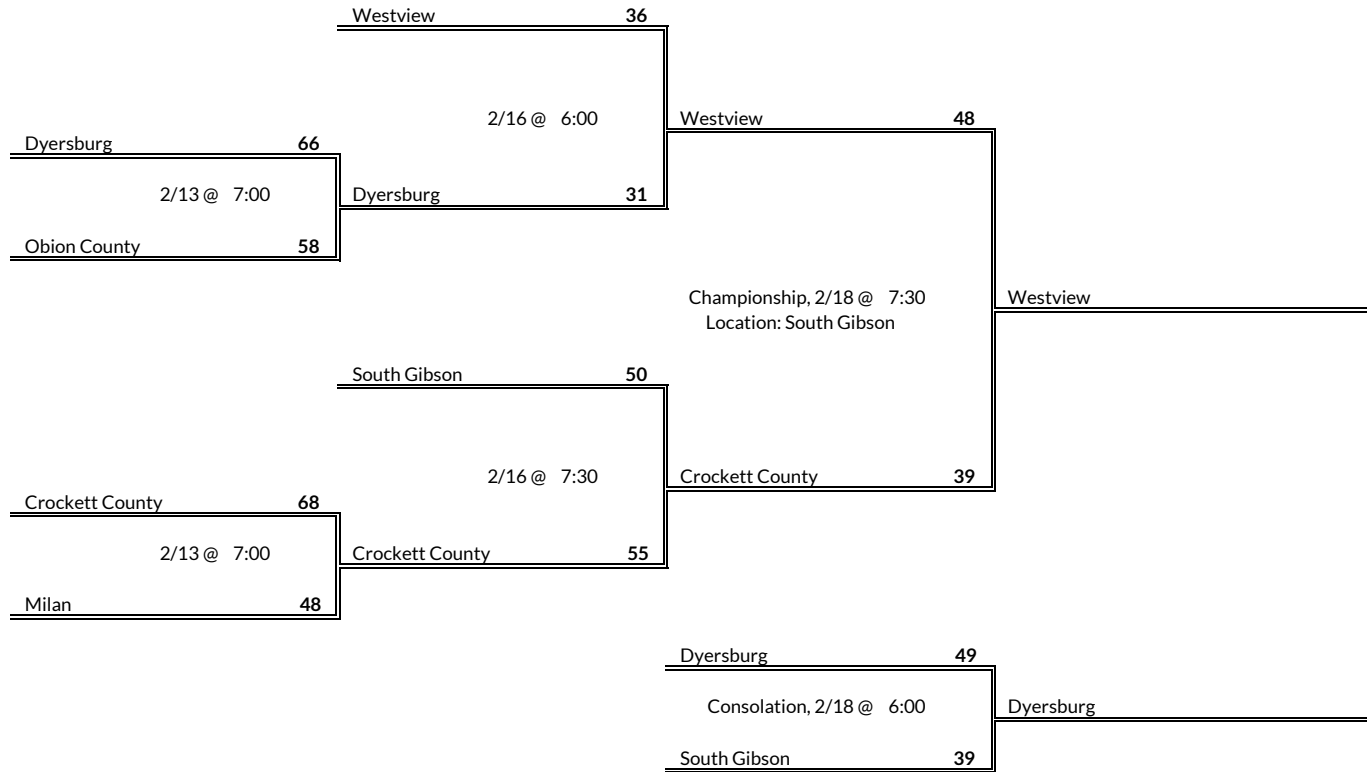 Westview 36
2/16 @ 6:00
Westview 48
Dyersburg 66
2/13 @ 7:00
Dyersburg 31
Obion County 58
Championship, 2/18 @ 7:30
Westview
Location: South Gibson
South Gibson 50
2/16 @ 7:30
Crockett County 39
Crockett County 68
2/13 @ 7:00
Crockett County 55
Milan 48
Dyersburg 49
Consolation, 2/18 @ 6:00
Dyersburg
South Gibson 39